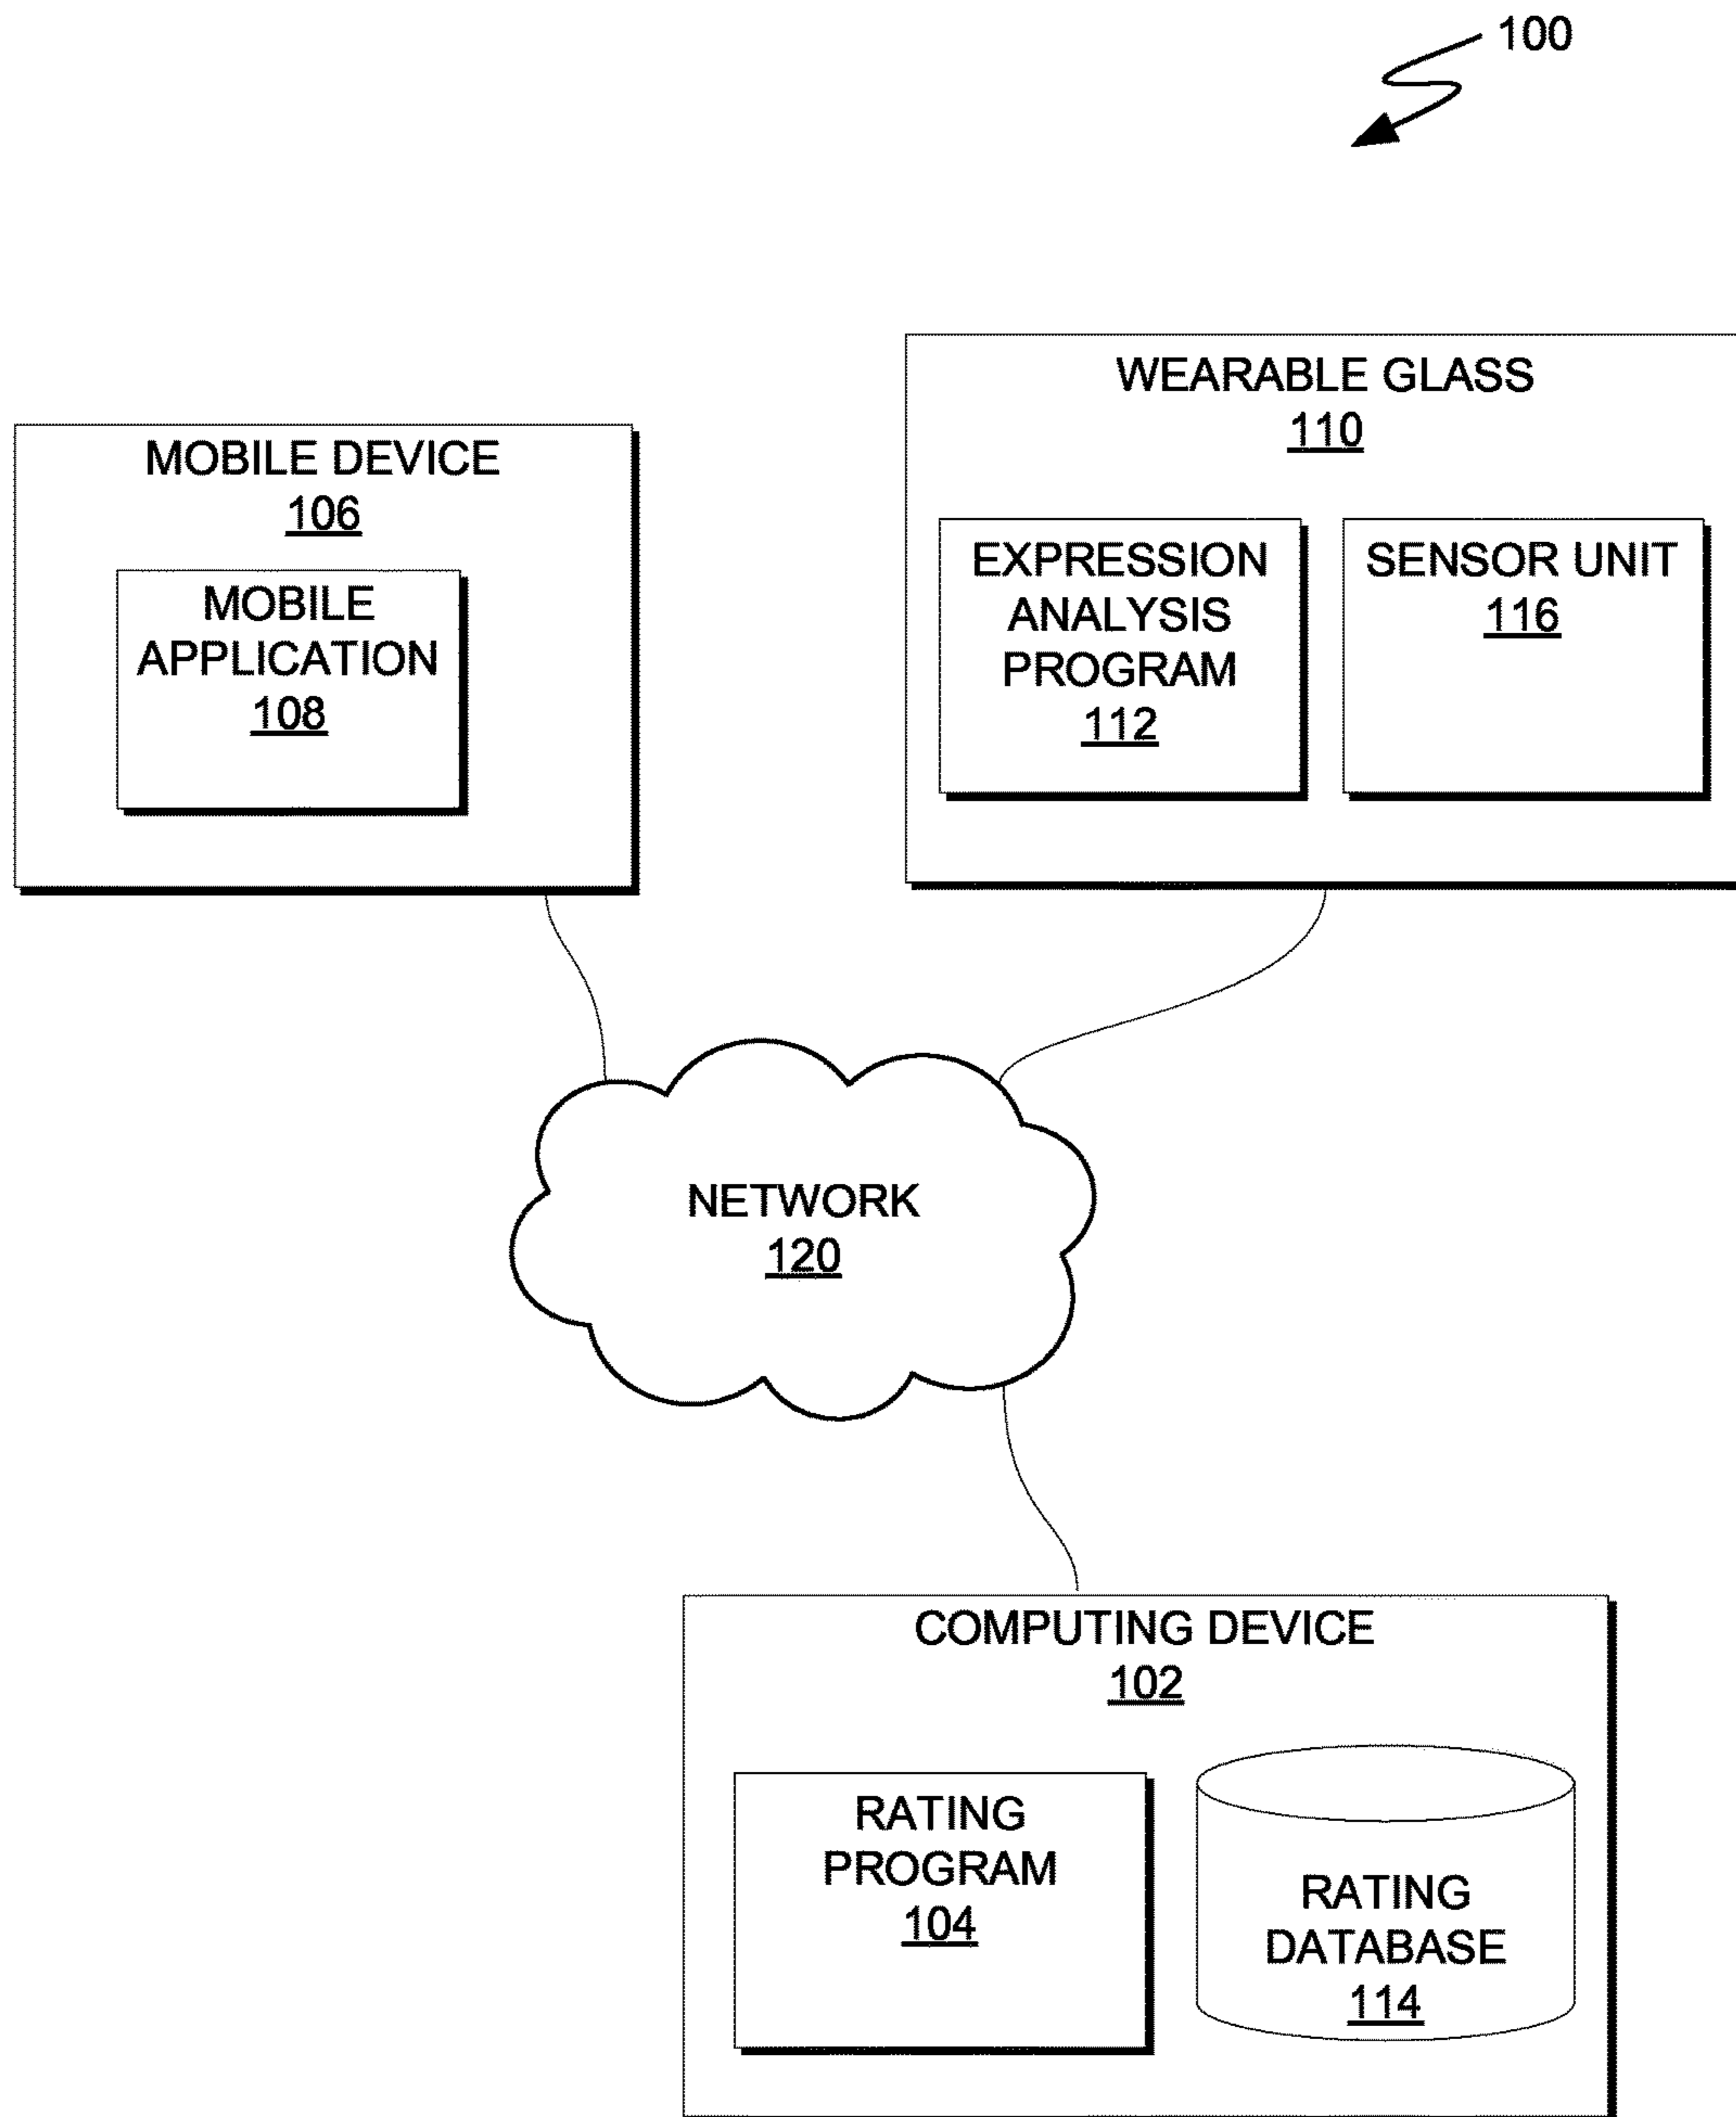 100
WEARABLE GLASS
110
MOBILE DEVICE
106
EXPRESSION
ANALYSIS
PROGRAM
112
SENSOR UNIT
116
MOBILE
APPLICATION
108
NETWORK
120
COMPUTING DEVICE
102
RATING
PROGRAM
104
RATING
DATABASE
114